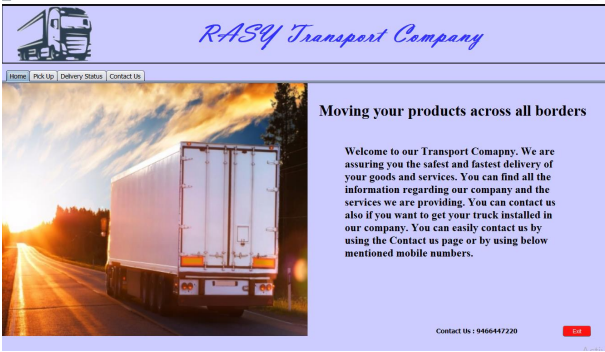 RASY Transport Company
Home Pick Up Delivery Status Contact Us
Moving your products across all borders
Welcome to our Transport Comapny. We are
assuring you the safest and fastest delivery of
your goods and services. You can find all the
information regarding our company and the
services we are providing. You can contact us
also if you want to get your truck installed in
our company. You can easily contact us by
using the Contact us page or by using below
mentioned mobile numbers.
Contact Us : 9466447220
Exit